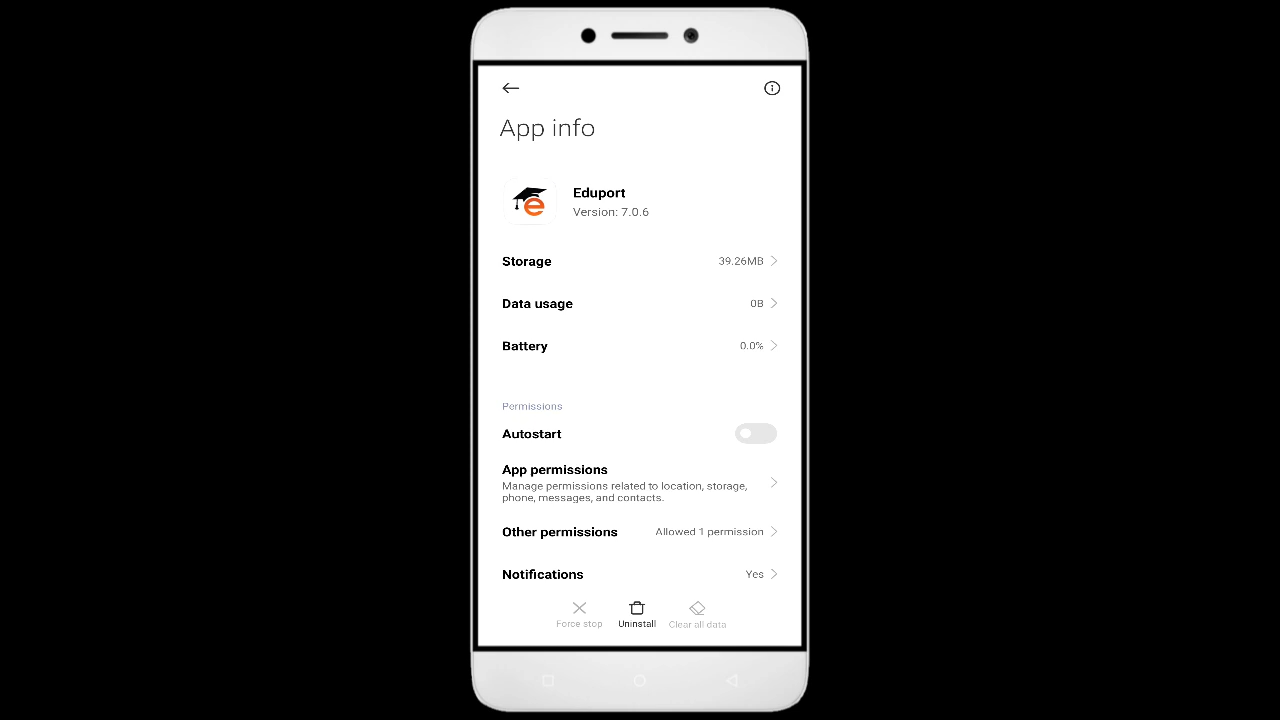 App info
e
Eduport
Version: 7.0.6
Storage 39.26MB
Data usage 0B
Battery 0.0%
Permissions
Autostart
App permissions
Manage permissions related to location, storage,
phone, messages, and contacts.
Other permissions Allowed 1 permission
Notifications Yes
Force stop Uninstall Clear all data